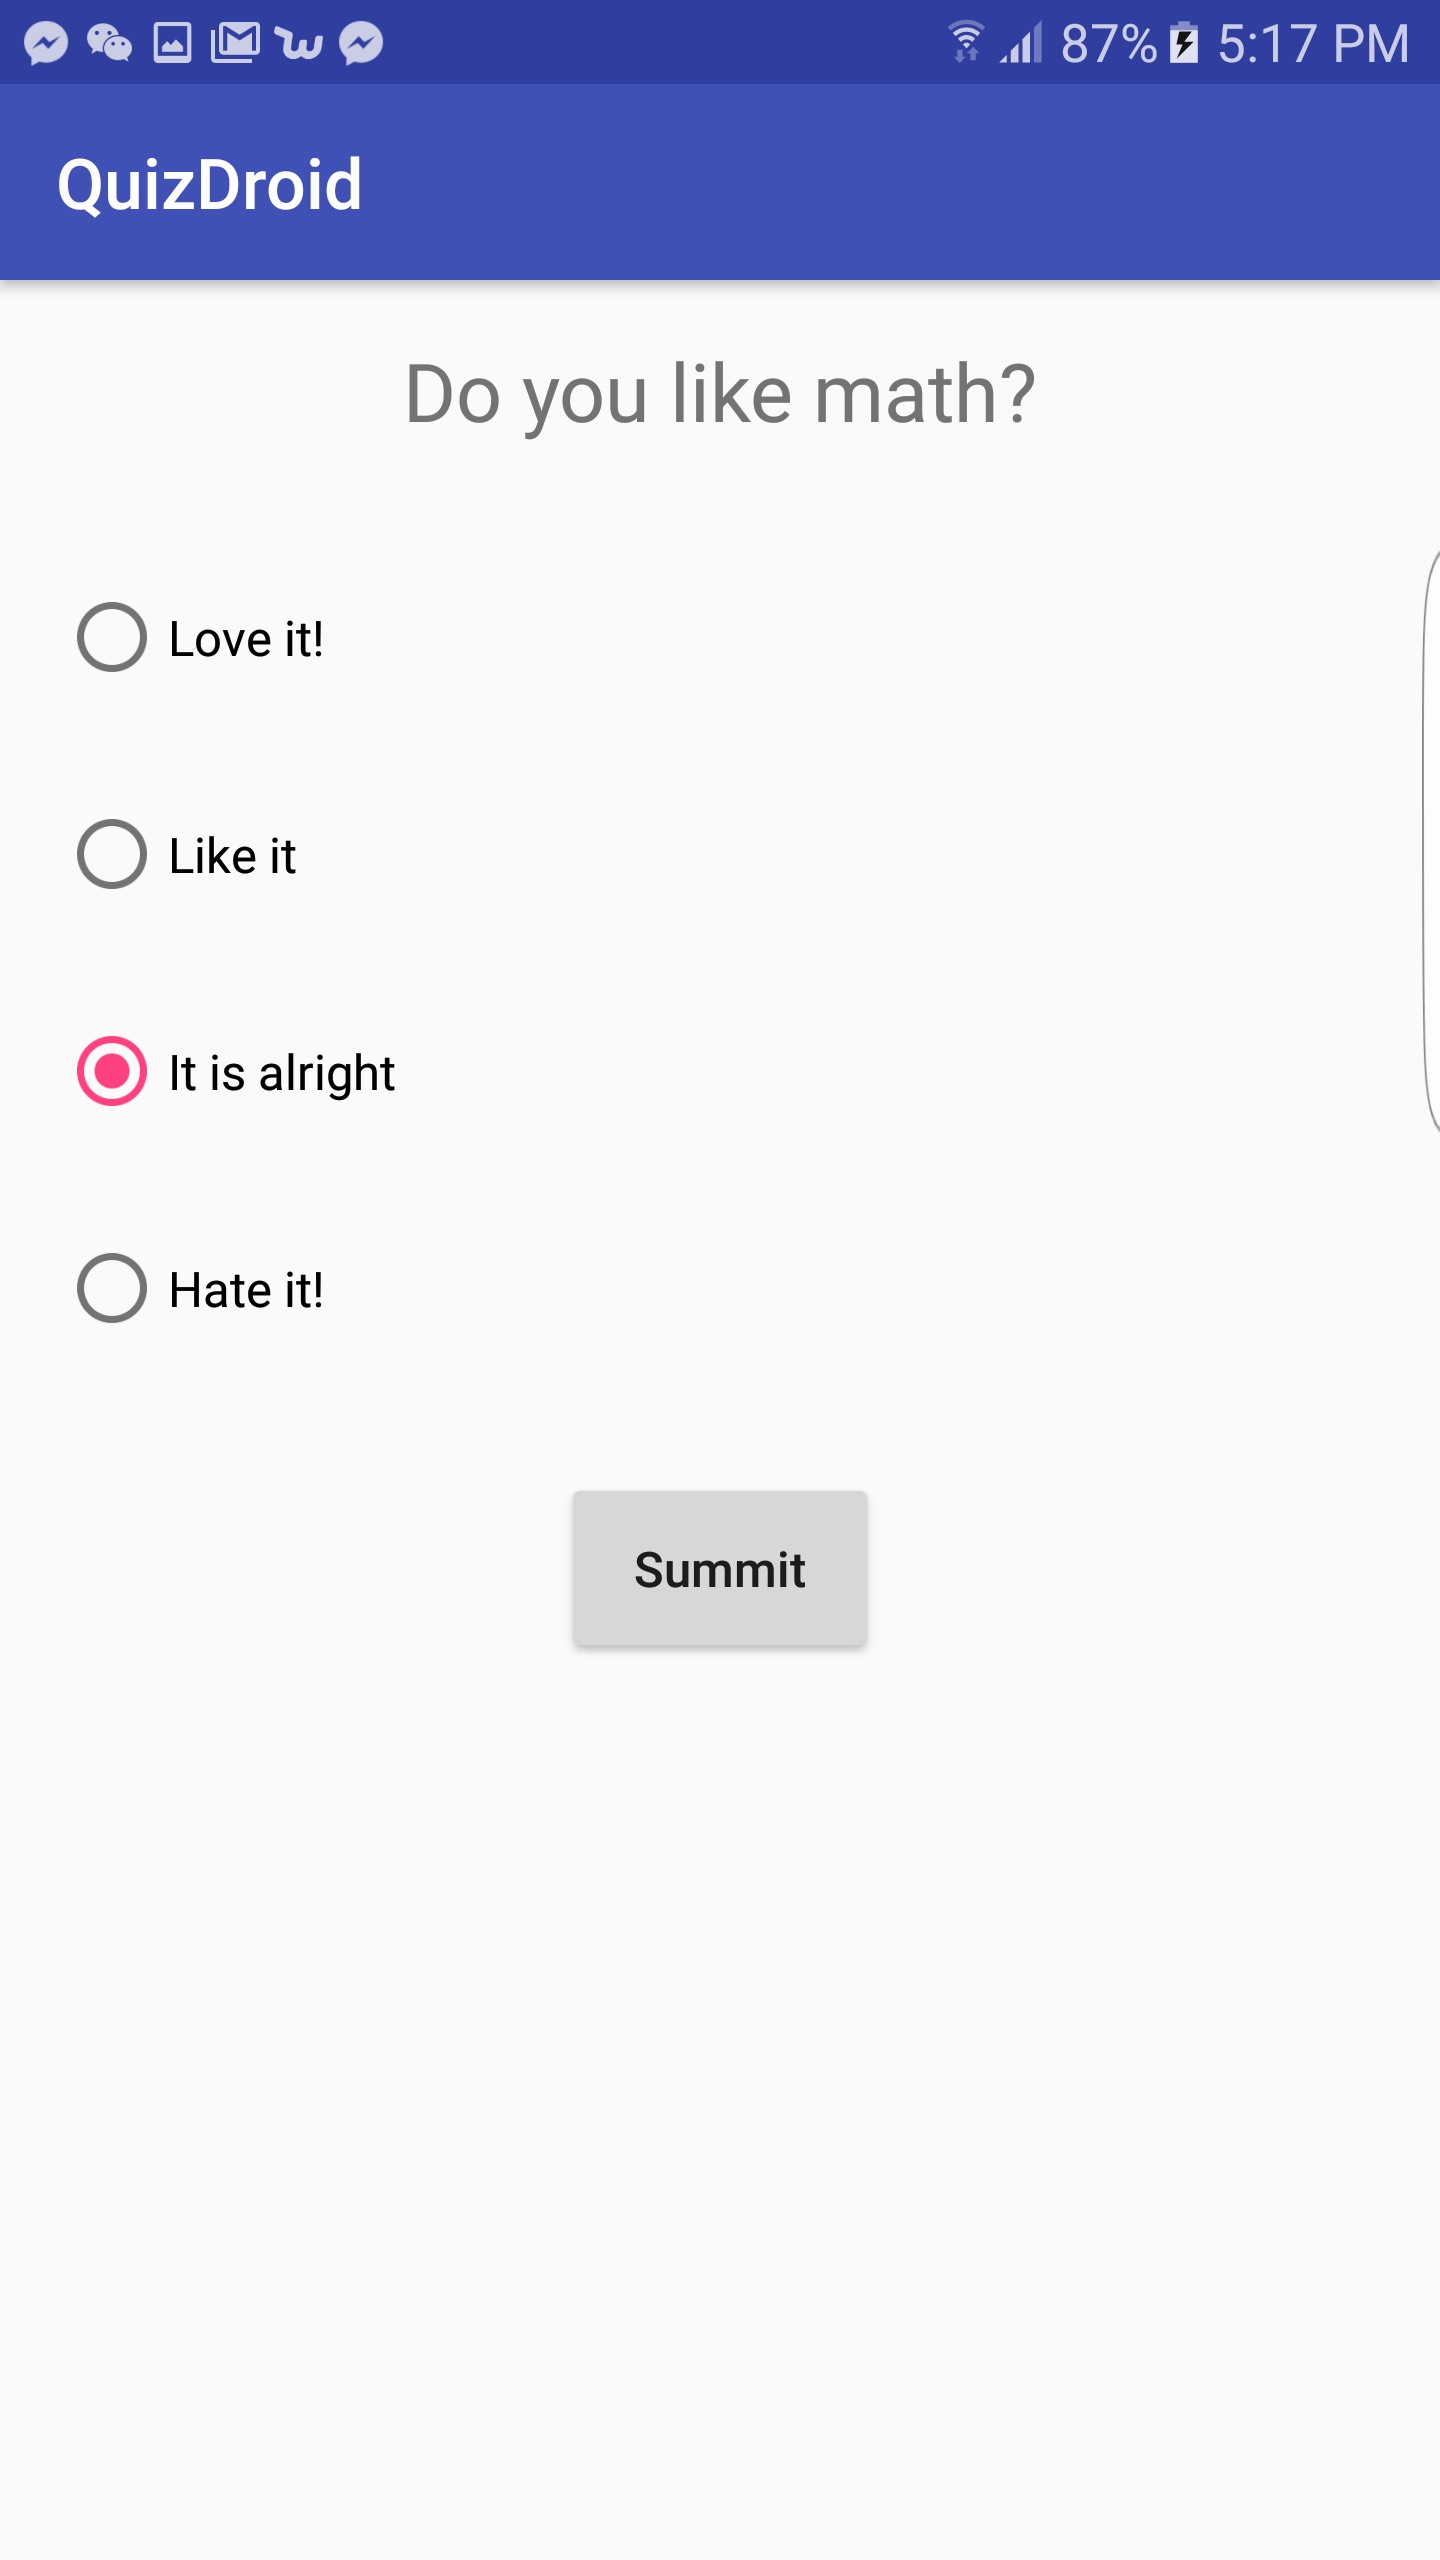 87% 5:17 PM
QuizDroid
Do you like math?
Love it!
Like it
It is alright
Hate it!
Summit